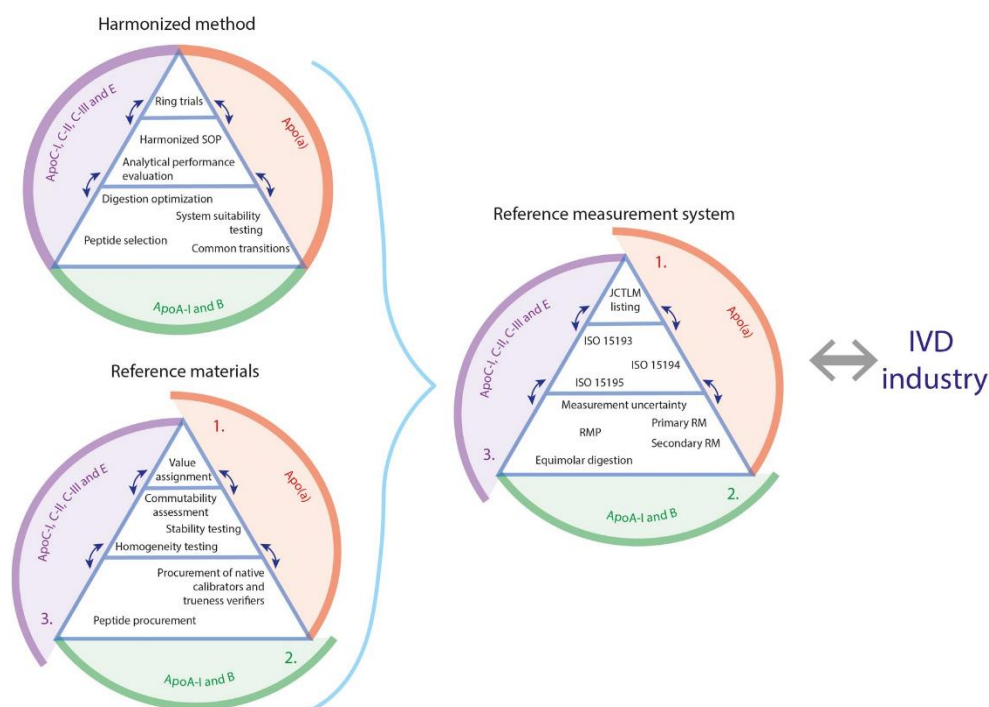 Harmonized method
ApoC-I, C-II, C-III and E
Apo(a)
Ring trials
Harmonized SOP
Analytical performance
evaluation
Digestion optimization
System suitability
testing
Peptide selection
Common transitions
ApoA-I and B
Reference materials
1.
ApoC-I, C-II, C-III and E
Apo(a)
Value
assignment
Commutability
assessment
Stability testing
Homogeneity testing
Procurement of native
calibrators and
trueness verifiers
3.
Peptide procurement
2.
ApoA-I and B
Reference measurement system
1.
ApoC-I, C-II, C-III and E
Apo(a)
JCTLM
listing
ISO 15193
ISO 15194
ISO 15195
Measurement uncertainty
Primary RM
RMP
Secondary RM
3.
Equimolar digestion
2.
ApoA-I and B
IVD
industry